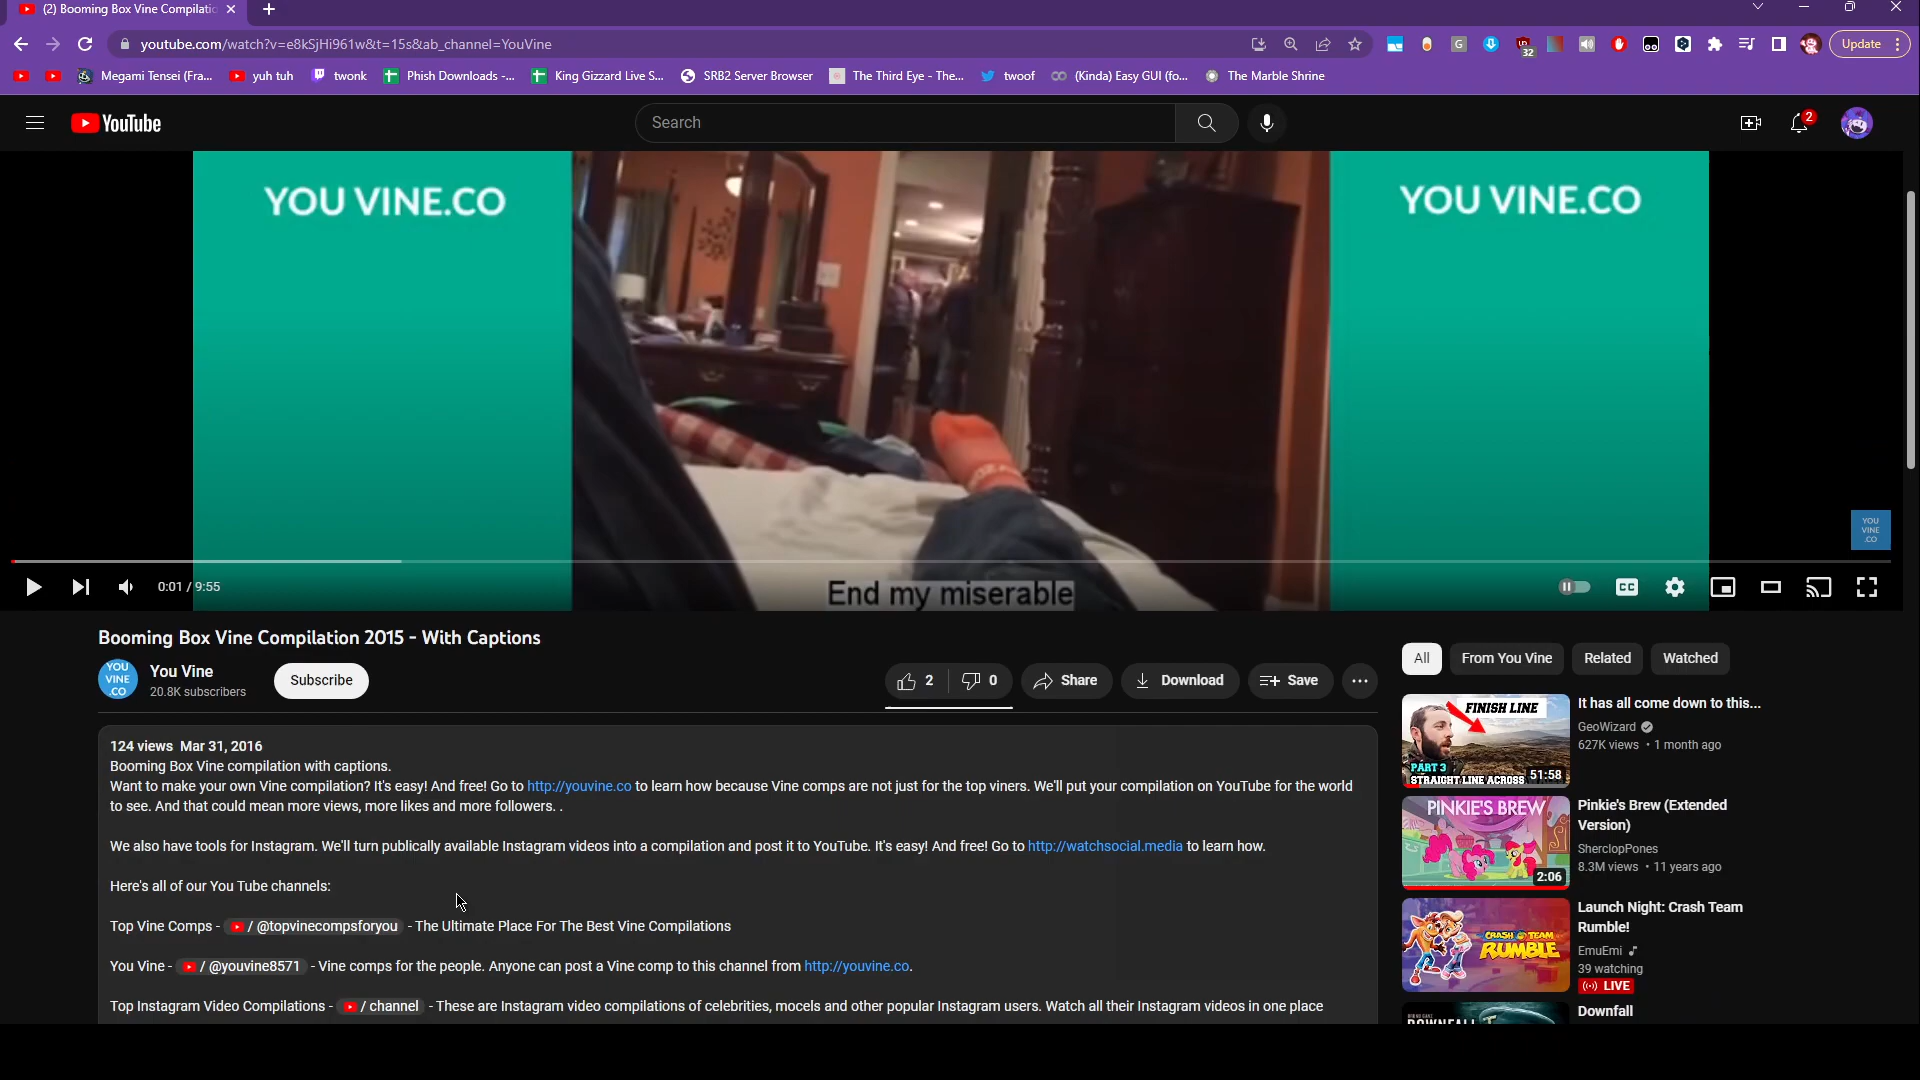 (2) Booming Box Vine Compilatio
youtube.com/watch?v=e8kSjHi961w&t=15s&ab_channel=YouVine
G
32
Update
Megami Tensei (Fra...
yuh tuh
twonk
Phish Downloads -...
King Gizzard Live S...
SRB2 Server Browser
The Third Eye - The...
twoof
(Kinda) Easy GUI (fo...
The Marble Shrine
YouTube
Search
2
YOU VINE.CO
YOU VINE.CO
YOU
VINE
.CO
End my miserable
0:01 / 9:55
CC
Booming Box Vine Compilation 2015 - With Captions
YOU
VINE
.CO
You Vine
20.8K subscribers
Subscribe
2
0
Share
Download
Save
124 views Mar 31, 2016
Booming Box Vine compilation with captions.
Want to make your own Vine compilation? It's easy! And free! Go to http://youvine.co to learn how because Vine comps are not just for the top viners. We'll put your compilation on YouTube for the world
to see. And that could mean more views, more likes and more followers. .
We also have tools for Instagram. We'll turn publically available Instagram videos into a compilation and post it to YouTube. It's easy! And free! Go to http://watchsocial.media to learn how.
Here's all of our You Tube channels:
Top Vine Comps - / @topvinecompsforyou - The Ultimate Place For The Best Vine Compilations
You Vine - / @youvine8571 - Vine comps for the people. Anyone can post a Vine comp to this channel from http://youvine.co.
Top Instagram Video Compilations - / channel - These are Instagram video compilations of celebrities, mocels and other popular Instagram users. Watch all their Instagram videos in one place
All
From You Vine
Related
Watched
FINISH LINE
PART 3
STRAIGHT LINE ACROSS
51:58
It has all come down to this...
GeoWizard
627K views • 1 month ago
PINKIE'S BREW
2:06
Pinkie's Brew (Extended
Version)
SherclopPones
8.3M views • 11 years ago
CRASH TEAM
RUMBLE
Launch Night: Crash Team
Rumble!
EmuEmi
39 watching
LIVE
DOWNFALL
Downfall